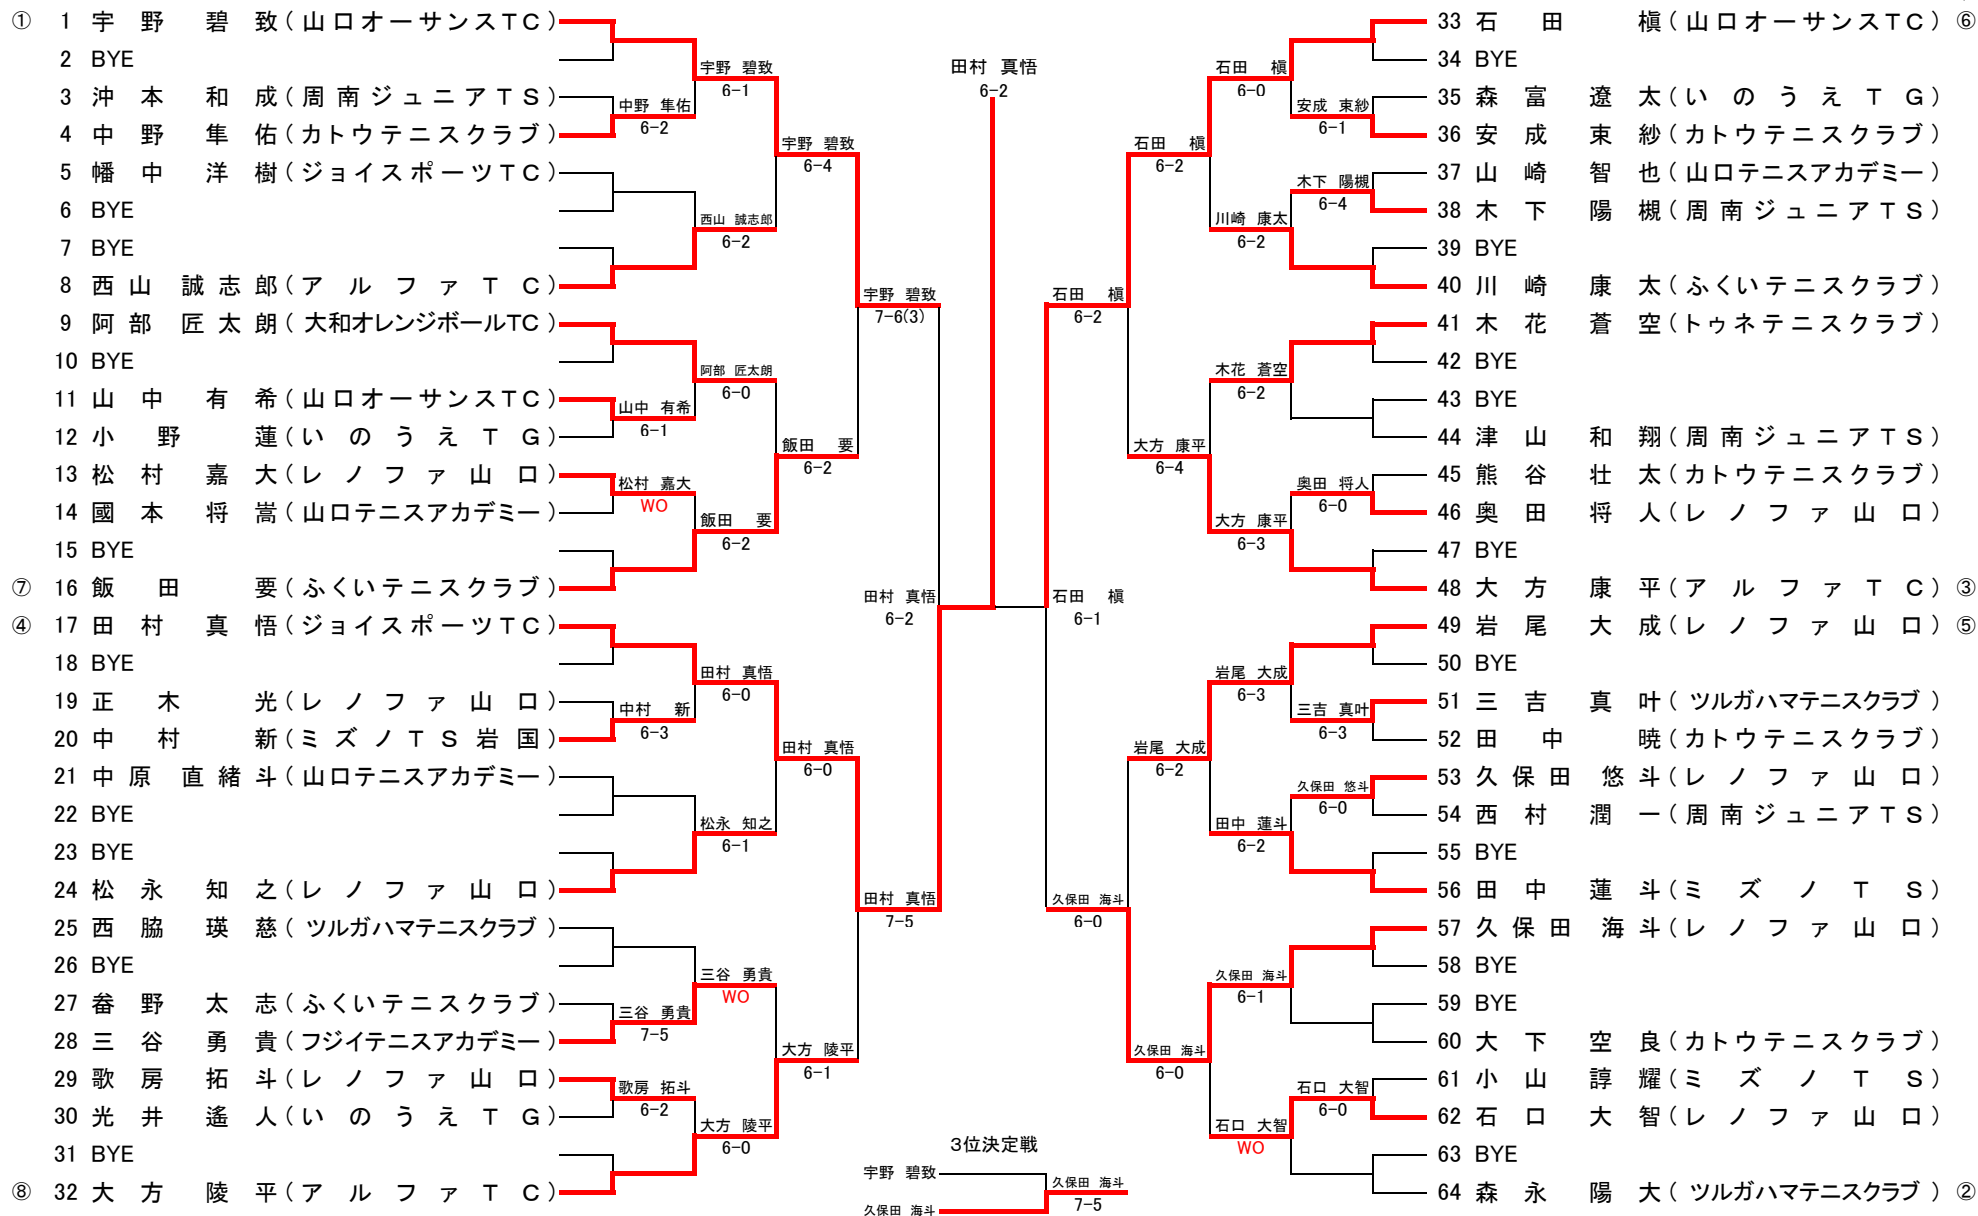 ① 1 宇野 碧致(山口オーサンスTC)
2 BYE
3 沖本 和成(周南ジュニアTS)
4 中野 隼佑(カトウテニスクラブ)
5 幡中 洋樹(ジョイスポーツTC)
6 BYE
7 BYE
8 西山 誠志郎(アルファTC)
9 阿部 匠太朗(大和オレンジボールTC)
10 BYE
11 山中 有希(山口オーサンスTC)
12 小野 蓮(いのうえTG)
13 松村 嘉大(レノファ山口)
14 國本 将嵩(山口テニスアカデミー)
15 BYE
⑦ 16 飯田 要(ふくいテニスクラブ)
④ 17 田村 真悟(ジョイスポーツTC)
18 BYE
19 正木 光(レノファ山口)
20 中村 新(ミズノTS岩国)
21 中原 直緒斗(山口テニスアカデミー)
22 BYE
23 BYE
24 松永 知之(レノファ山口)
25 西脇 瑛慈(ツルガハマテニスクラブ)
26 BYE
27 畚野 太志(ふくいテニスクラブ)
28 三谷 勇貴(フジイテニスアカデミー)
29 歌房 拓斗(レノファ山口)
30 光井 遙人(いのうえTG)
31 BYE
⑧ 32 大方 陵平(アルファTC)
中野 隼佑
6-2
山中 有希
6-1
松村 嘉大
WO
中村 新
6-3
三谷 勇貴
7-5
歌房 拓斗
6-2
宇野 碧致
6-1
西山 誠志郎
6-2
阿部 匠太朗
6-0
飯田 要
6-2
田村 真悟
6-0
松永 知之
6-1
三谷 勇貴
WO
大方 陵平
6-0
宇野 碧致
6-4
飯田 要
6-2
田村 真悟
6-0
大方 陵平
6-1
宇野 碧致
7-6(3)
田村 真悟
7-5
田村 真悟
6-2
田村 真悟
6-2
石田 槇
6-1
石田 槇
6-2
久保田 海斗
6-0
石田 槇
6-2
大方 康平
6-4
岩尾 大成
6-2
久保田 海斗
6-0
石田 槇
6-0
川崎 康太
6-2
木花 蒼空
6-2
大方 康平
6-3
岩尾 大成
6-3
田中 蓮斗
6-2
久保田 海斗
6-1
石口 大智
WO
安成 束紗
6-1
木下 陽槻
6-4
奥田 将人
6-0
三吉 真叶
6-3
久保田 悠斗
6-0
石口 大智
6-0
33 石田 槇(山口オーサンスTC) ⑥
34 BYE
35 森富 遼太(いのうえTG)
36 安成 束紗(カトウテニスクラブ)
37 山崎 智也(山口テニスアカデミー)
38 木下 陽槻(周南ジュニアTS)
39 BYE
40 川崎 康太(ふくいテニスクラブ)
41 木花 蒼空(トゥネテニスクラブ)
42 BYE
43 BYE
44 津山 和翔(周南ジュニアTS)
45 熊谷 壮太(カトウテニスクラブ)
46 奥田 将人(レノファ山口)
47 BYE
48 大方 康平(アルファTC) ③
49 岩尾 大成(レノファ山口) ⑤
50 BYE
51 三吉 真叶(ツルガハマテニスクラブ)
52 田中 暁(カトウテニスクラブ)
53 久保田 悠斗(レノファ山口)
54 西村 潤一(周南ジュニアTS)
55 BYE
56 田中 蓮斗(ミズノTS)
57 久保田 海斗(レノファ山口)
58 BYE
59 BYE
60 大下 空良(カトウテニスクラブ)
61 小山 諄耀(ミズノTS)
62 石口 大智(レノファ山口)
63 BYE
64 森永 陽大(ツルガハマテニスクラブ) ②
3位決定戦
宇野 碧致
久保田 海斗
久保田 海斗
7-5